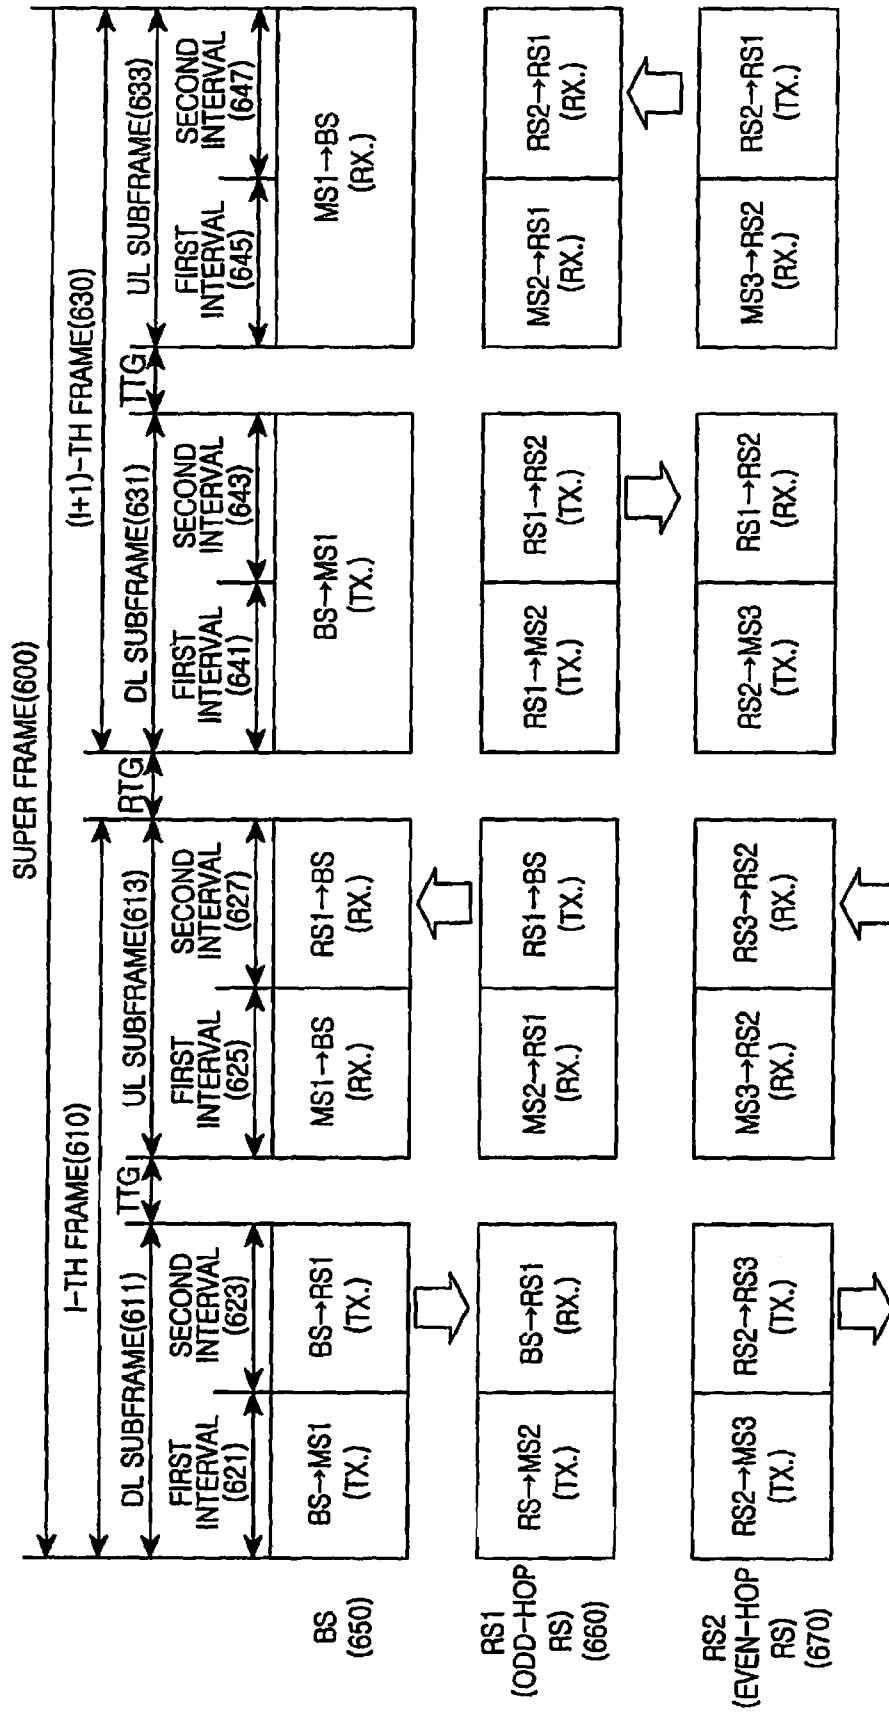 SUPER FRAME(600)
I-TH FRAME(610)
(I+1)-TH FRAME(630)
DL SUBFRAME(611)
TTG
UL SUBFRAME(613)
RTG
DL SUBFRAME(631)
TTG
UL SUBFRAME(633)
FIRST
INTERVAL
(621)
SECOND
INTERVAL
(623)
FIRST
INTERVAL
(625)
SECOND
INTERVAL
(627)
FIRST
INTERVAL
(641)
SECOND
INTERVAL
(643)
FIRST
INTERVAL
(645)
SECOND
INTERVAL
(647)
BS
(650)
BS→MS1
(TX.)
BS→RS1
(TX.)
MS1→BS
(RX.)
RS1→BS
(RX.)
BS→MS1
(TX.)
MS1→BS
(RX.)
RS1
(ODD-HOP
RS)
(660)
RS→MS2
(TX.)
BS→RS1
(RX.)
MS2→RS1
(RX.)
RS1→BS
(TX.)
RS1→MS2
(TX.)
RS1→RS2
(TX.)
MS2→RS1
(RX.)
RS2→RS1
(RX.)
RS2
(EVEN-HOP
RS)
(670)
RS2→MS3
(TX.)
RS2→RS3
(TX.)
MS3→RS2
(RX.)
RS3→RS2
(RX.)
RS2→MS3
(TX.)
RS1→RS2
(RX.)
MS3→RS2
(RX.)
RS2→RS1
(TX.)